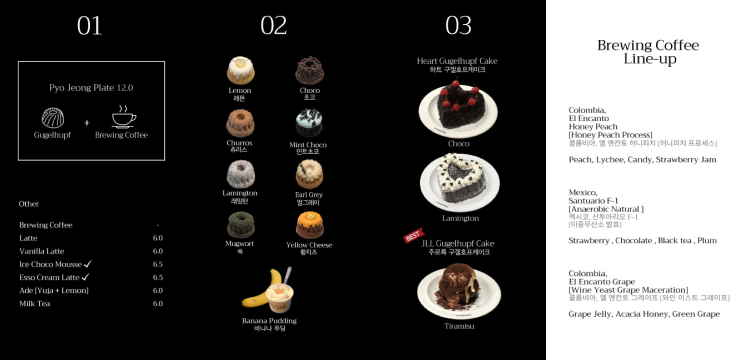 01
Pyo Jeong Plate 12.0
Gugelhupf
+
Brewing Coffee
Other
Brewing Coffee -
Latte 6.0
Vanilla Latte 6.0
Ice Choco Mousse ✓ 6.5
Esso Cream Latte ✓ 6.5
Ade [Yuja + Lemon] 6.0
Milk Tea 6.0
02
Lemon
레몬
Choco
초코
Churros
츄러스
Mint Choco
민트초코
Lamington
래밍턴
Earl Grey
얼그레이
Mugwort
쑥
Yellow Cheese
황치즈
Banana Pudding
바나나 푸딩
03
Heart Gugelhupf Cake
하트 구겔호프케이크
Choco
Lamington
BEST
JLL Gugelhupf Cake
주르륵 구겔호프케이크
Tiramisu
Brewing Coffee
Line-up
Colombia,
El Encanto
Honey Peach
[Honey Peach Process]
콜롬비아, 엘 엔칸토 허니피치 [허니피치 프로세스]
Peach, Lychee, Candy, Strawberry Jam
Mexico,
Santuario F-1
[Anaerobic Natural ]
멕시코, 산투아리오 F-1
[이중무산소 발효]
Strawberry , Chocolate , Black tea , Plum
Colombia,
El Encanto Grape
[Wine Yeast Grape Maceration]
콜롬비아, 엘 엔칸토 그레이프 [와인 이스트 그레이프]
Grape Jelly, Acacia Honey, Green Grape